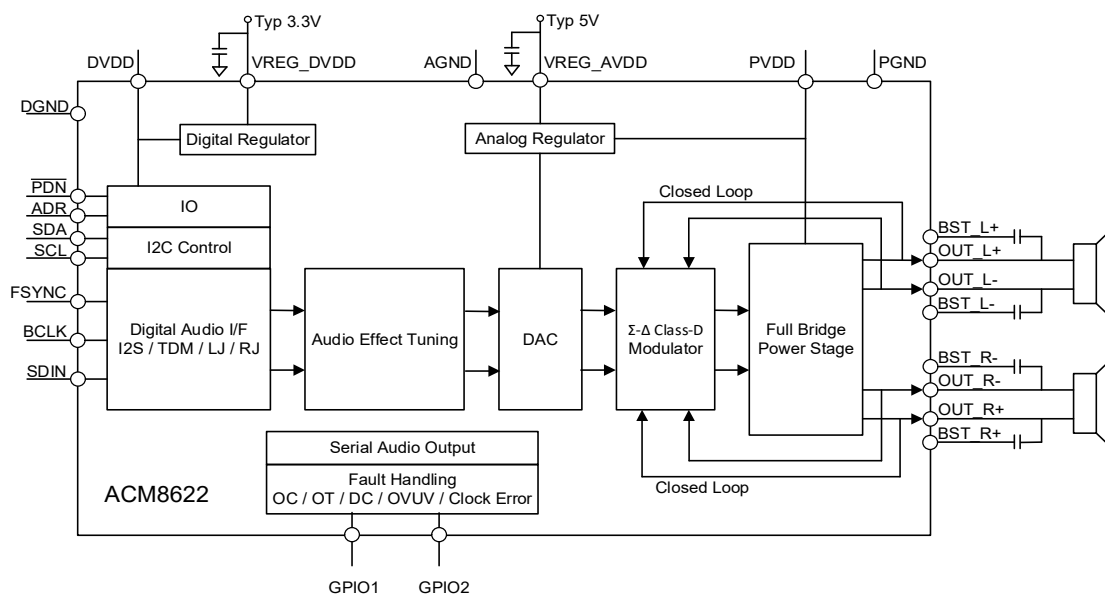 Typ 3.3V
Typ 5V
DVDD
VREG_DVDD
AGND
VREG_AVDD
PVDD
PGND
DGND
Digital Regulator
Analog Regulator
PDN
ADR
SDA
SCL
FSYNC
BCLK
SDIN
IO
I2C Control
Digital Audio I/F
I2S / TDM / LJ / RJ
Audio Effect Tuning
DAC
Closed Loop
Σ-Δ Class-D
Modulator
Full Bridge
Power Stage
BST_L+
OUT_L+
OUT_L-
BST_L-
BST_R-
OUT_R-
OUT_R+
BST_R+
Closed Loop
Serial Audio Output
Fault Handling
OC / OT / DC / OVUV / Clock Error
ACM8622
GPIO1
GPIO2